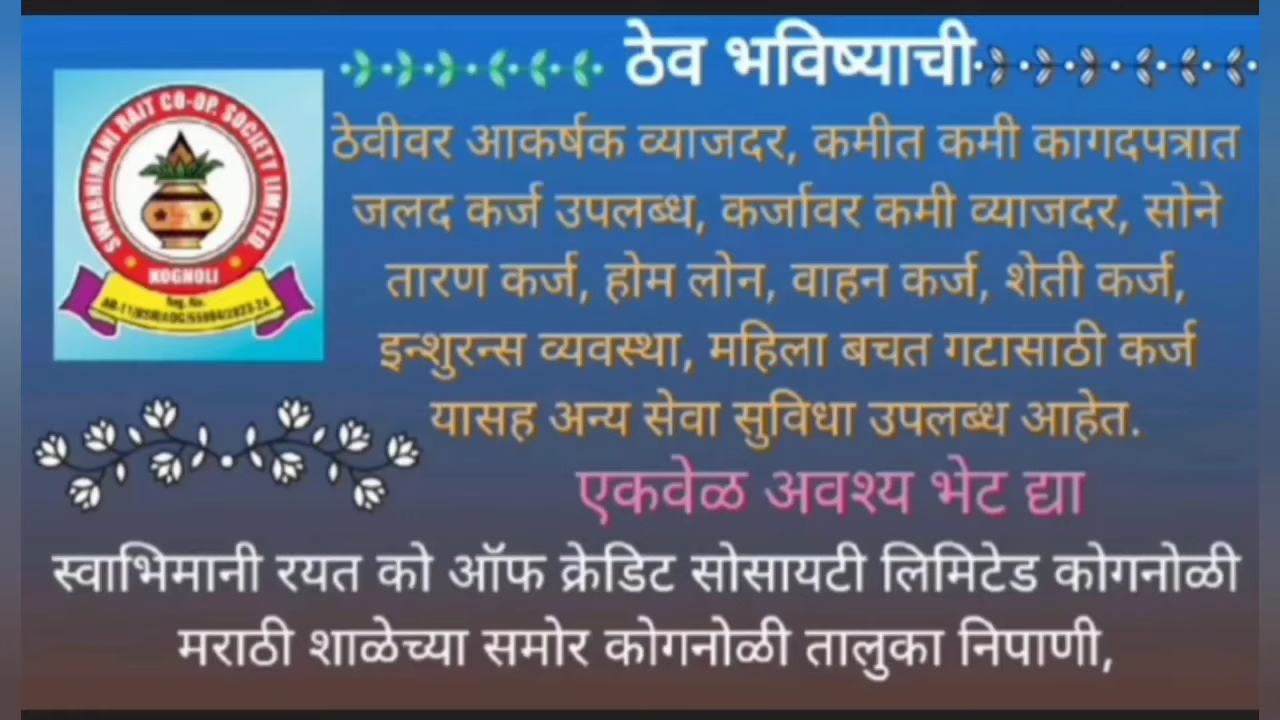 ठेव भविष्याची
ठेवीवर आकर्षक व्याजदर, कमीत कमी कागदपत्रात
जलद कर्ज उपलब्ध, कर्जावर कमी व्याजदर, सोने
तारण कर्ज, होम लोन, वाहन कर्ज, शेती कर्ज,
इन्शुरन्स व्यवस्था, महिला बचत गटासाठी कर्ज
यासह अन्य सेवा सुविधा उपलब्ध आहेत.
एकवेळ अवश्य भेट द्या
स्वाभिमानी रयत को ऑफ क्रेडिट सोसायटी लिमिटेड कोगनोळी
मराठी शाळेच्या समोर कोगनोळी तालुका निपाणी,
SWABHIMANI RAIT CO-OP. SOCIETY LIMITED.
KOGNOLI
Reg. No.